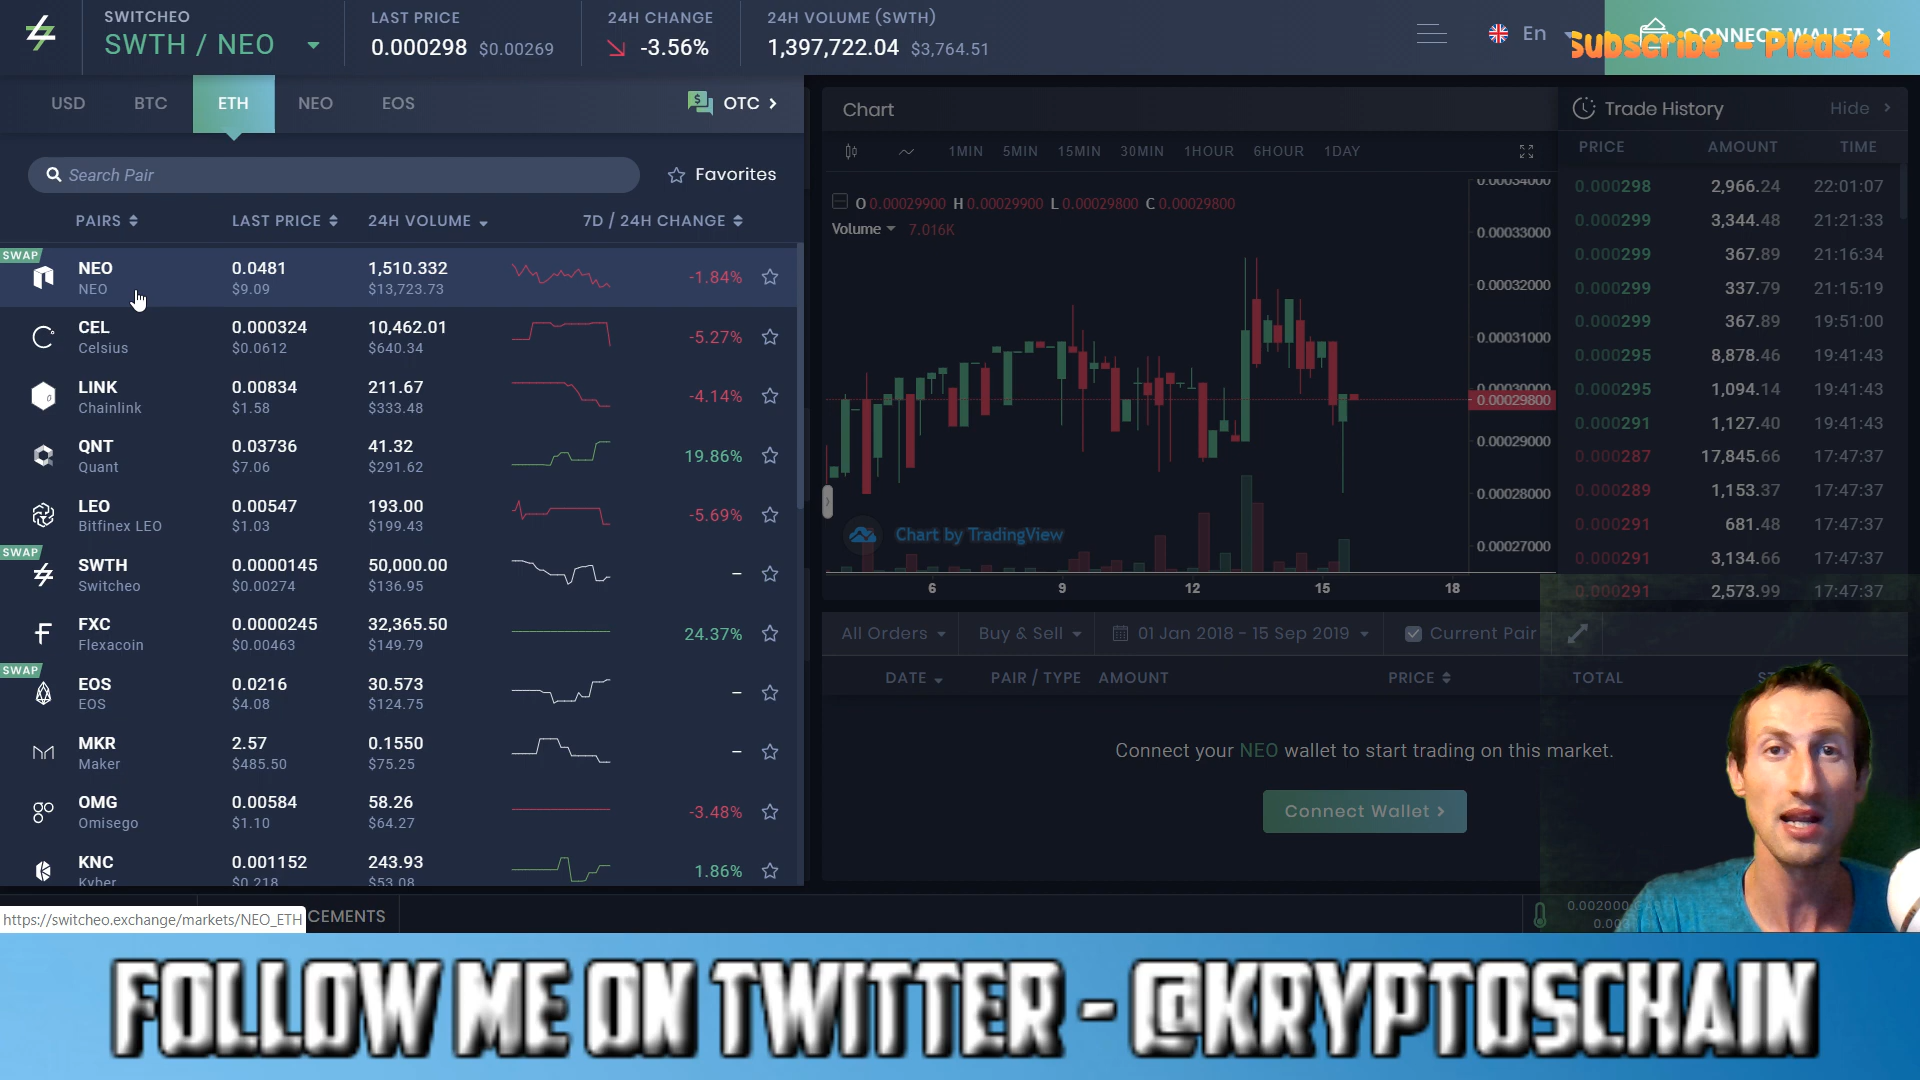 SWITCHEO
SWTH / NEO
LAST PRICE
0.000298 $0.00269
24H CHANGE
-3.56%
24H VOLUME (SWTH)
1,397,722.04 $3,764.51
En
CONNECT WALLET
Subscribe - Please !
USD BTC ETH NEO EOS
OTC
Search Pair
Favorites
PAIRS LAST PRICE 24H VOLUME 7D / 24H CHANGE
SWAP
NEO 0.0481 1,510.332 -1.84%
NEO $9.09 $13,723.73
CEL 0.000324 10,462.01 -5.27%
Celsius $0.0612 $640.34
LINK 0.00834 211.67 -4.14%
Chainlink $1.58 $333.48
QNT 0.03736 41.32 19.86%
Quant $7.06 $291.62
LEO 0.00547 193.00 -5.69%
Bitfinex LEO $1.03 $199.43
SWAP
SWTH 0.0000145 50,000.00 –
Switcheo $0.00274 $136.95
FXC 0.0000245 32,365.50 24.37%
Flexacoin $0.00463 $149.79
SWAP
EOS 0.0216 30.573 –
EOS $4.08 $124.75
MKR 2.57 0.1550 –
Maker $485.50 $75.25
OMG 0.00584 58.26 -3.48%
Omisego $1.10 $64.27
KNC 0.001152 243.93 1.86%
Kyber $0.218 $53.08
https://switcheo.exchange/markets/NEO_ETH
CEMENTS
Chart
1MIN 5MIN 15MIN 30MIN 1HOUR 6HOUR 1DAY
O 0.00029900 H 0.00029900 L 0.00029800 C 0.00029800
Volume 7.016K
0.00034000
0.00033000
0.00032000
0.00031000
0.00030000
0.00029800
0.00029000
0.00028000
0.00027000
Chart by TradingView
6 9 12 15 18
Trade History
Hide
PRICE AMOUNT TIME
0.000298 2,966.24 22:01:07
0.000299 3,344.48 21:21:33
0.000299 367.89 21:16:34
0.000299 337.79 21:15:19
0.000299 367.89 19:51:00
0.000295 8,878.46 19:41:43
0.000295 1,094.14 19:41:43
0.000291 1,127.40 19:41:43
0.000287 17,845.66 17:47:37
0.000289 1,153.37 17:47:37
0.000291 681.48 17:47:37
0.000291 3,134.66 17:47:37
0.000291 2,573.99 17:47:37
All Orders Buy & Sell 01 Jan 2018 - 15 Sep 2019 Current Pair
DATE PAIR / TYPE AMOUNT PRICE TOTAL
Connect your NEO wallet to start trading on this market.
Connect Wallet
FOLLOW ME ON TWITTER - @KRYPTOSCHAIN